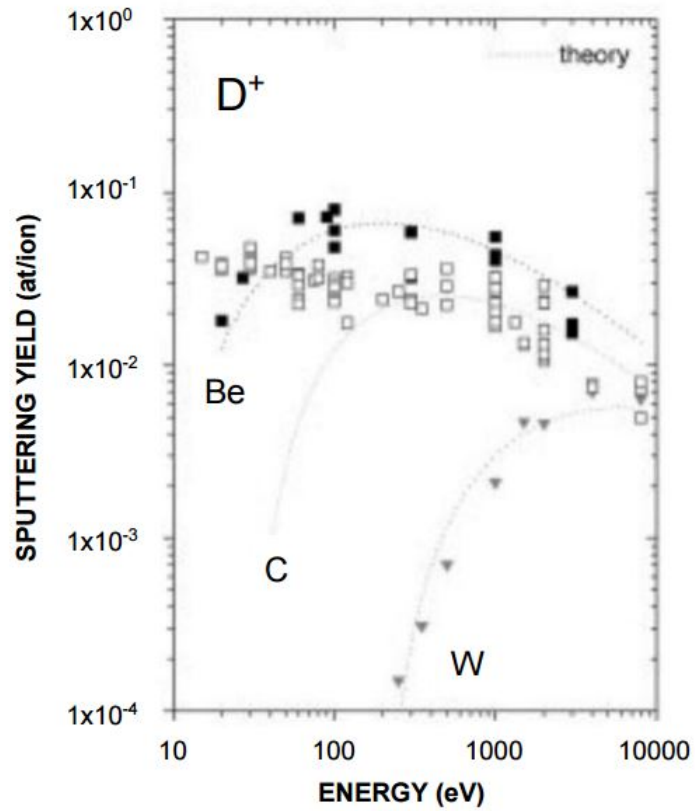 1x10⁰
theory
D⁺
1x10⁻¹
SPUTTERING YIELD (at/ion)
1x10⁻²
Be
1x10⁻³
C
W
1x10⁻⁴
10 100 1000 10000
ENERGY (eV)